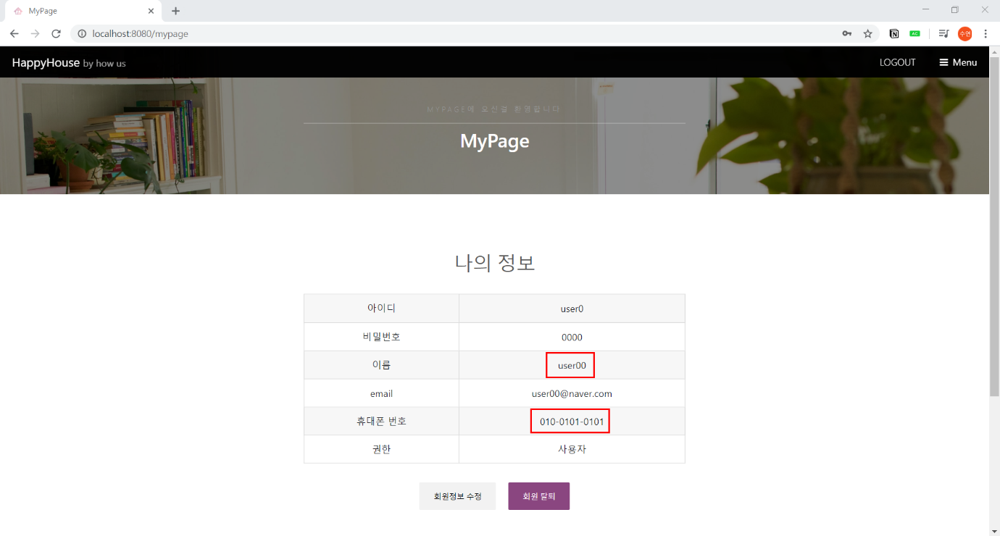 MyPage
localhost:8080/mypage
수연
HappyHouse by how us
LOGOUT
Menu
MYPAGE에 오신걸 환영합니다
MyPage
나의 정보
아이디 user0
비밀번호 0000
이름 user00
email user00@naver.com
휴대폰 번호 010-0101-0101
권한 사용자
회원정보 수정
회원 탈퇴